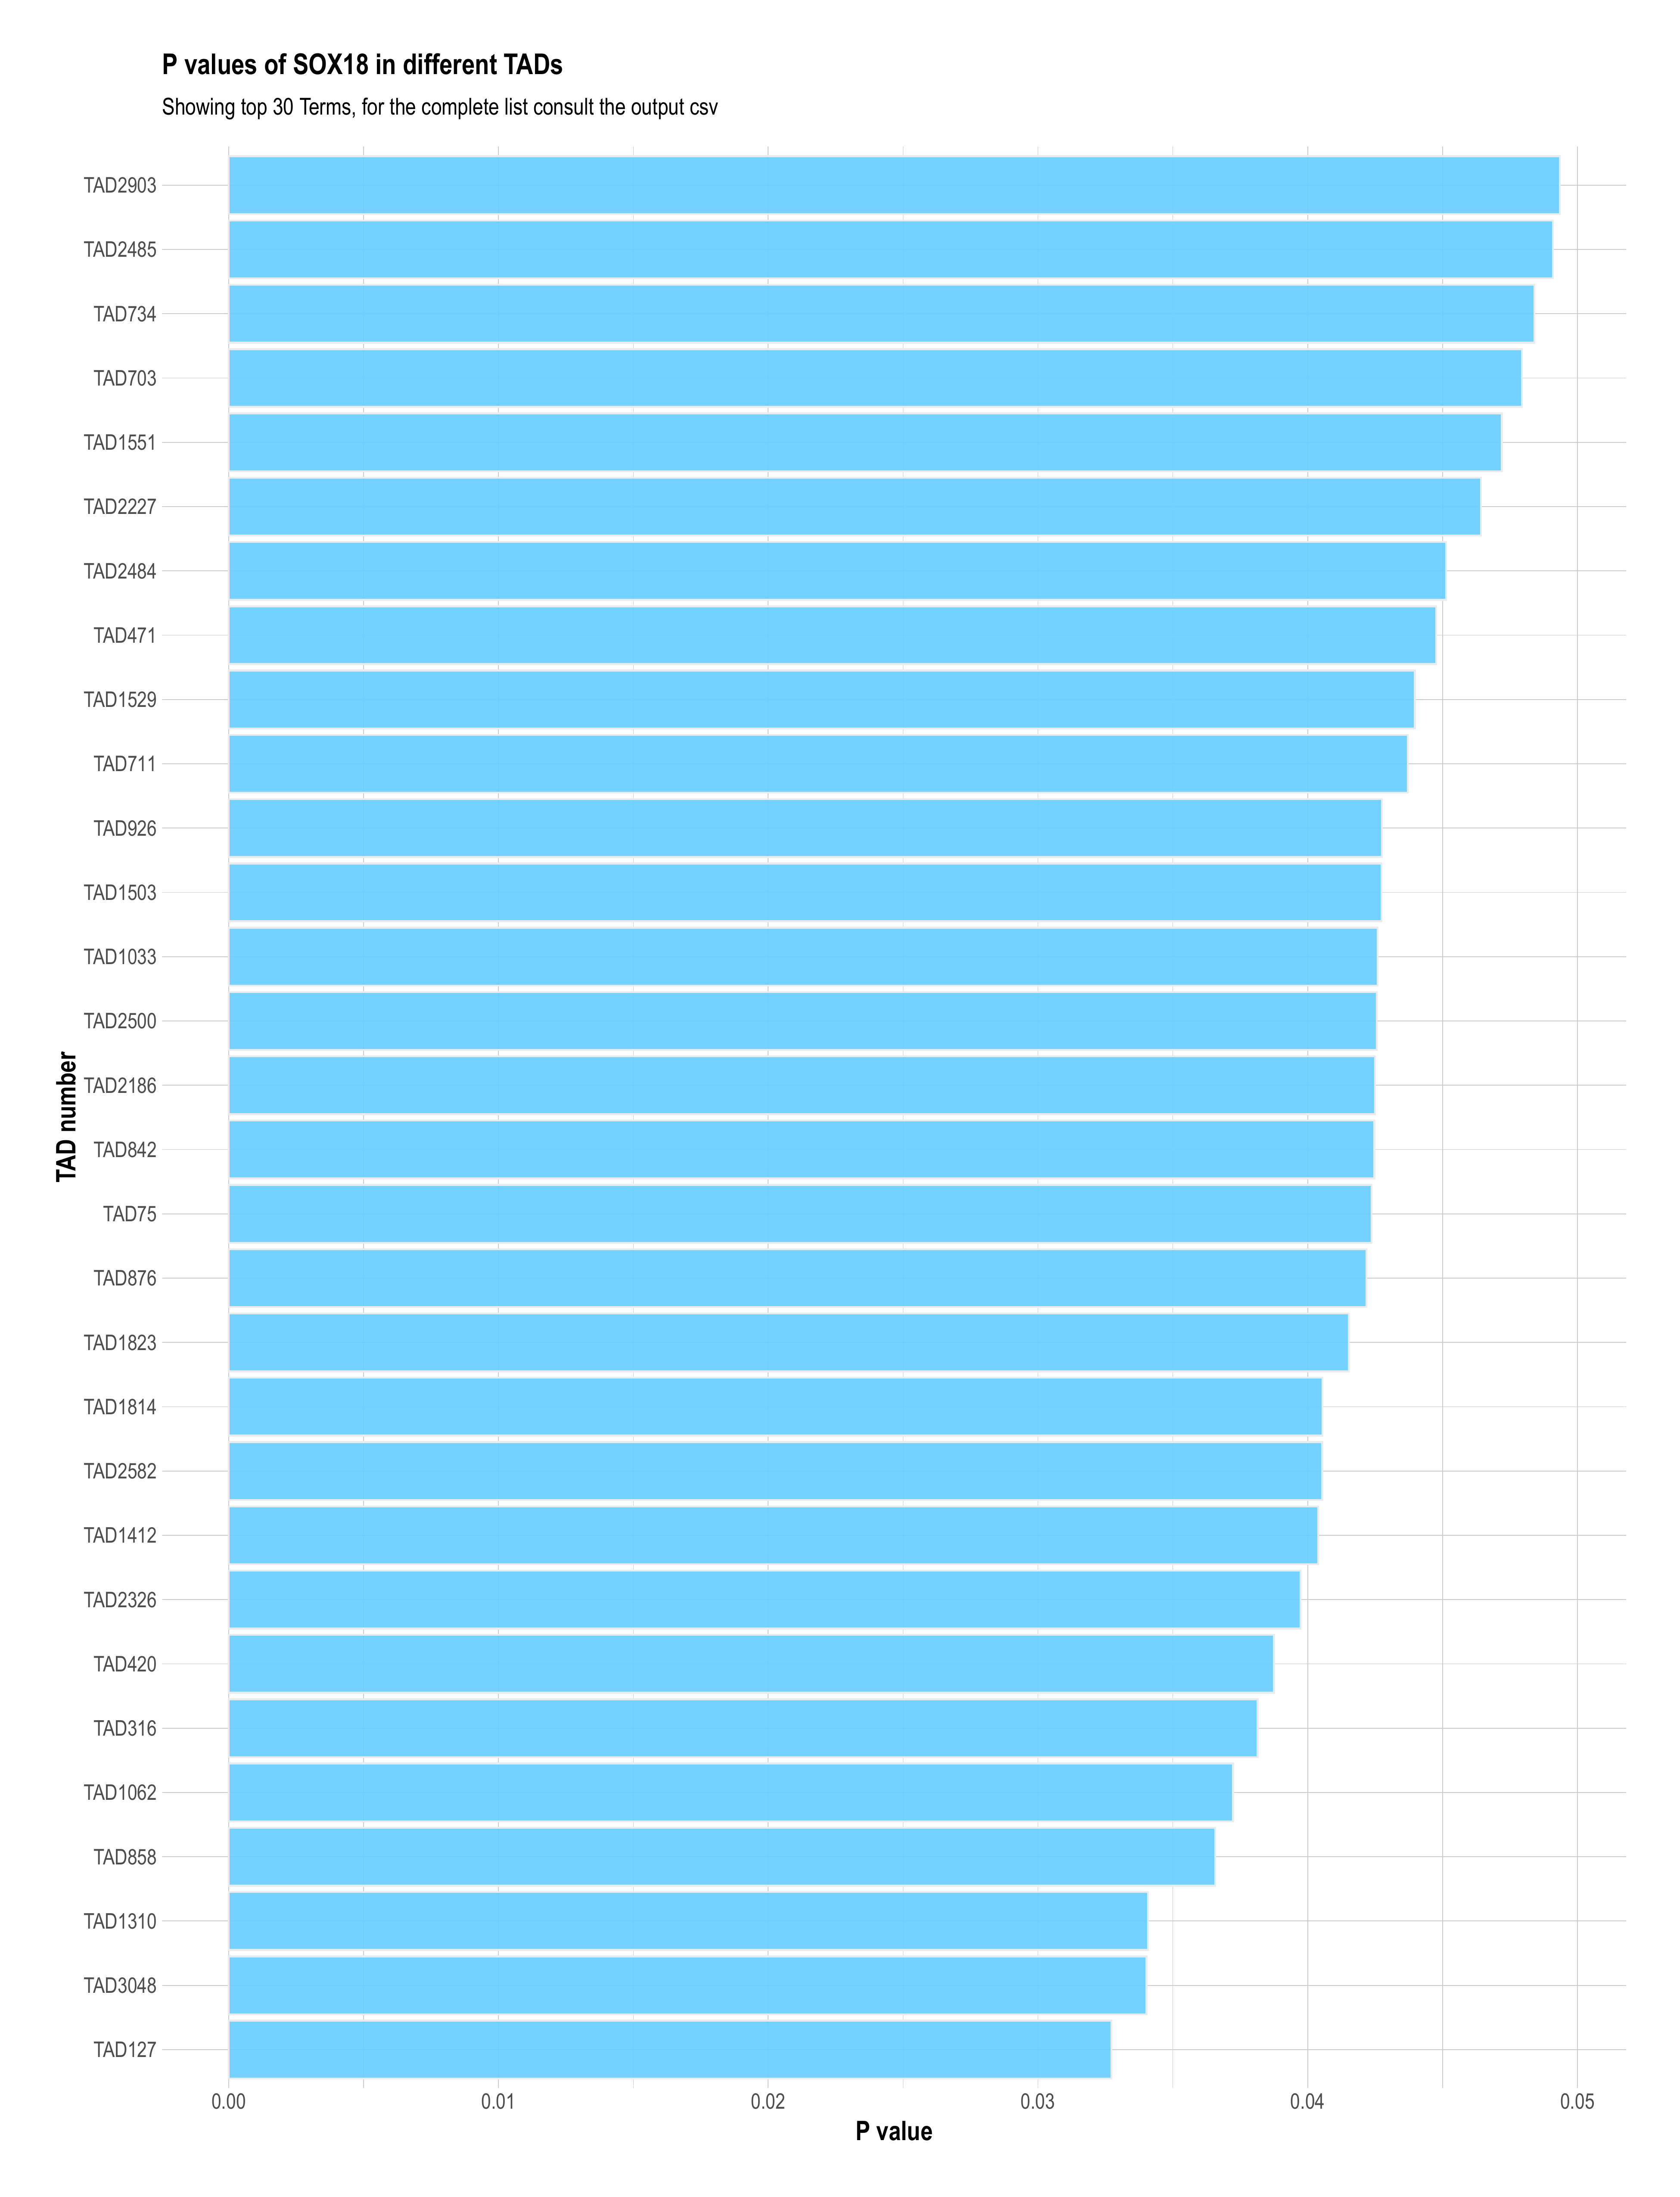 P values of SOX18 in different TADs
Showing top 30 Terms, for the complete list consult the output csv
TAD number
TAD2903
TAD2485
TAD734
TAD703
TAD1551
TAD2227
TAD2484
TAD471
TAD1529
TAD711
TAD926
TAD1503
TAD1033
TAD2500
TAD2186
TAD842
TAD75
TAD876
TAD1823
TAD1814
TAD2582
TAD1412
TAD2326
TAD420
TAD316
TAD1062
TAD858
TAD1310
TAD3048
TAD127
0.00 0.01 0.02 0.03 0.04 0.05
P value